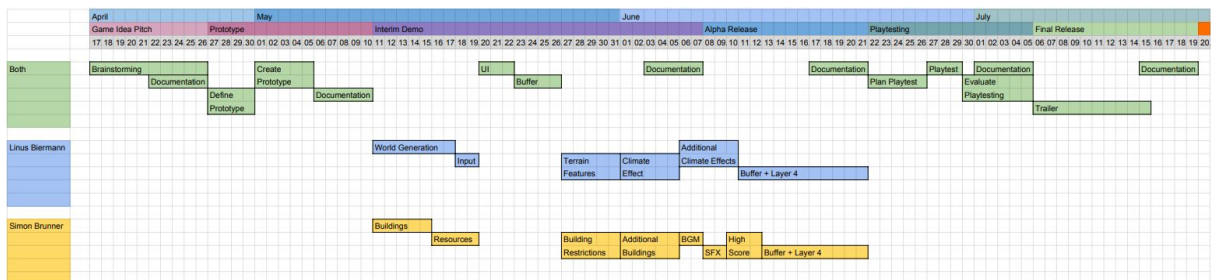 April May June July
Game Idea Pitch Prototype Interim Demo Alpha Release Playtesting Final Release
17 18 19 20 21 22 23 24 25 26 27 28 29 30 01 02 03 04 05 06 07 08 09 10 11 12 13 14 15 16 17 18 19 20 21 22 23 24 25 26 27 28 29 30 31 01 02 03 04 05 06 07 08 09 10 11 12 13 14 15 16 17 18 19 20 21 22 23 24 25 26 27 28 29 30 01 02 03 04 05 06 07 08 09 10 11 12 13 14 15 16 17 18 19 20
Both Brainstorming Create UI Documentation Documentation Playtest Documentation Documentation
Documentation Prototype Buffer Plan Playtest Evaluate
Define Documentation Playtesting
Prototype Trailer
Linus Biermann World Generation Additional
Input Terrain Climate Climate Effects
Features Effect Buffer + Layer 4
Simon Brunner Buildings
Resources Building Additional BGM High
Restrictions Buildings SFX Score Buffer + Layer 4